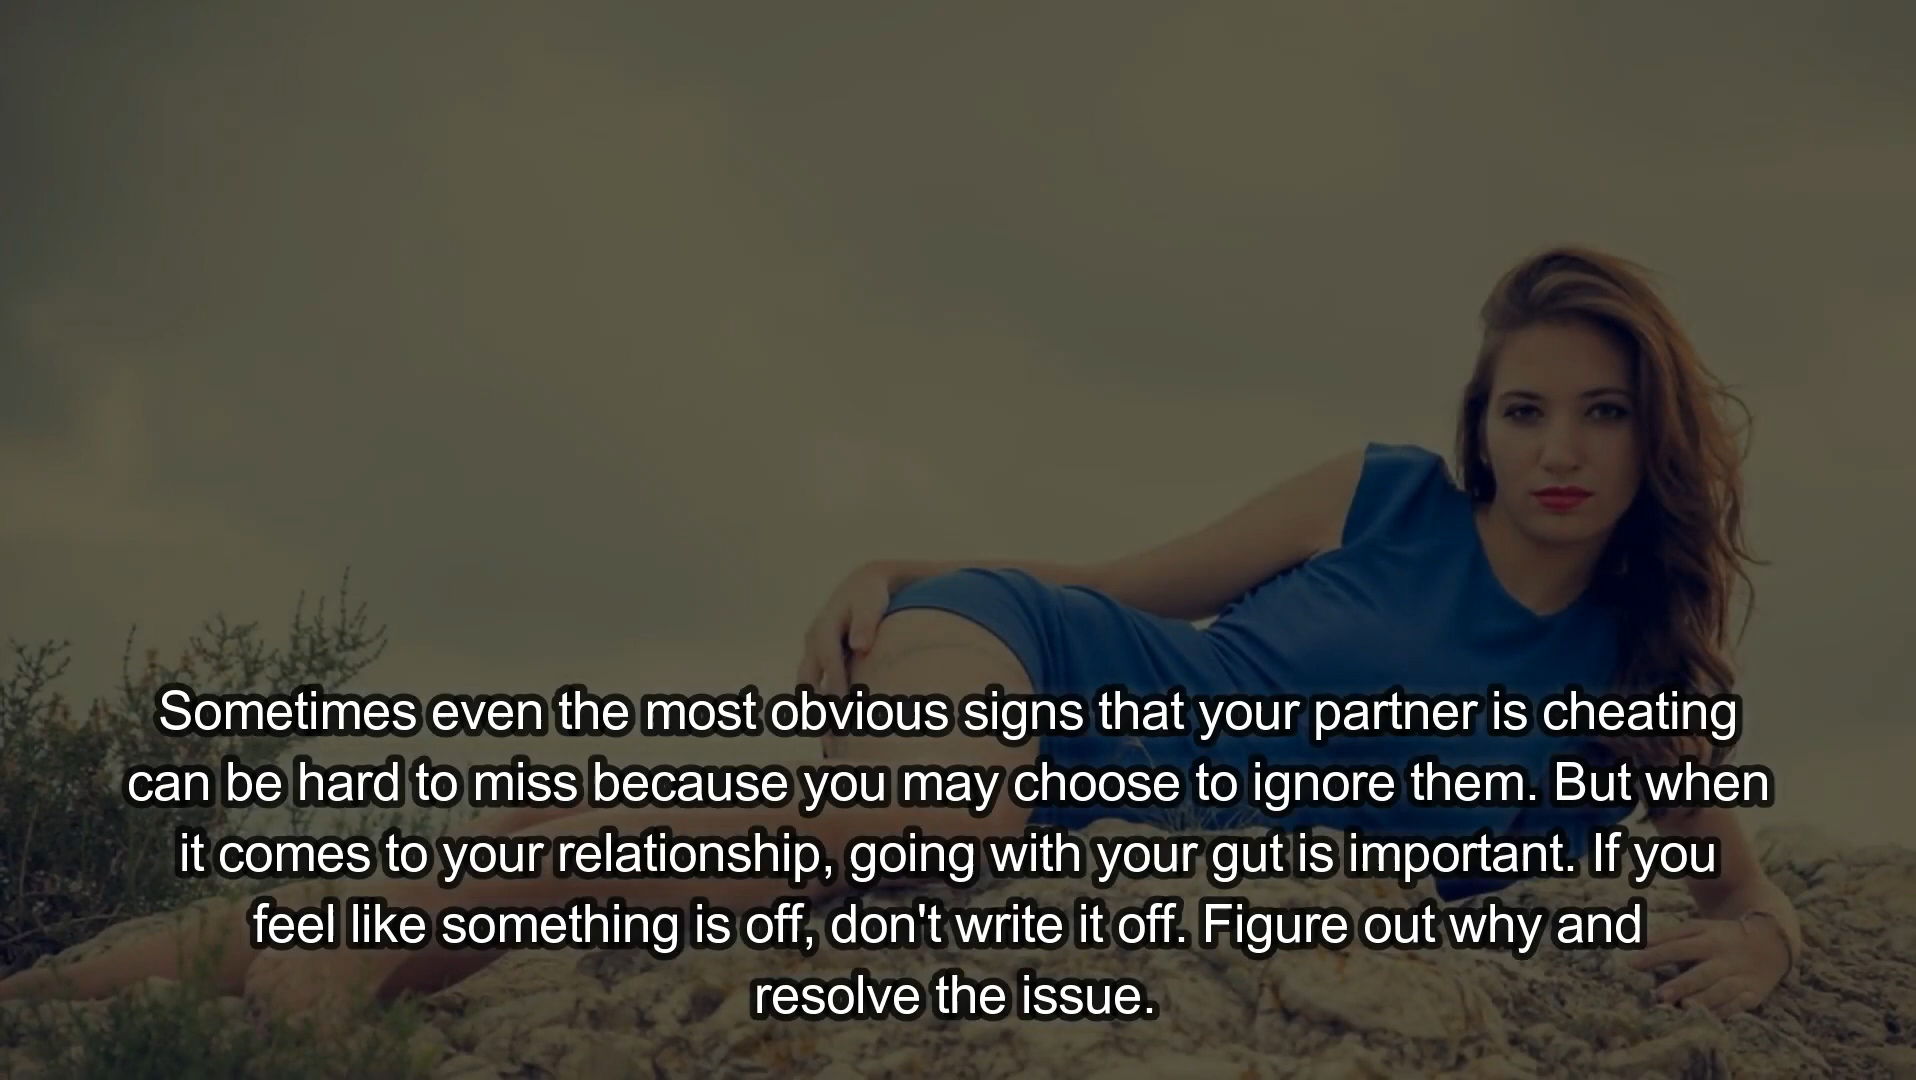 Sometimes even the most obvious signs that your partner is cheating
can be hard to miss because you may choose to ignore them. But when
it comes to your relationship, going with your gut is important. If you
feel like something is off, don't write it off. Figure out why and
resolve the issue.